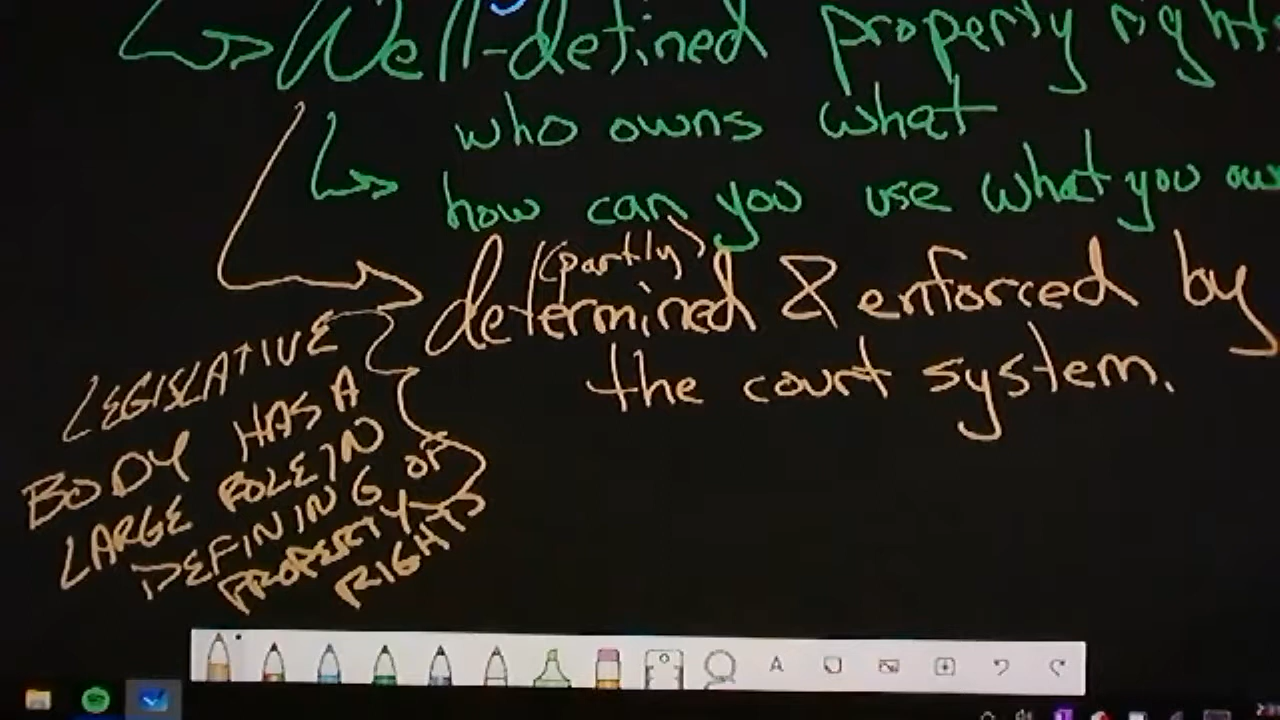 Well-defined property rights
who owns what
how can you use what you own
(partly)
determined & enforced by
the court system.
LEGISLATIVE
BODY HAS A
LARGE ROLE IN
DEFINING OF
PROPERTY
RIGHTS
A